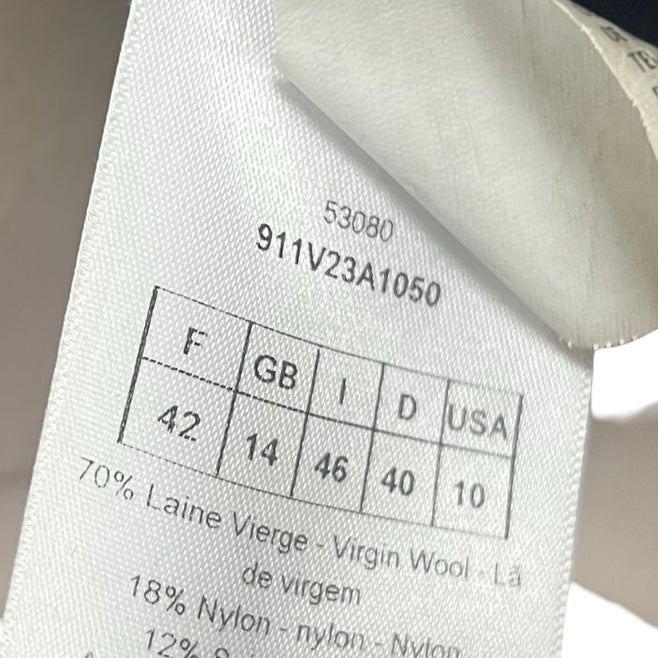 53080
911V23A1050
F GB I D USA
42 14 46 40 10
70% Laine Vierge - Virgin Wool - Lã
de virgem
18% Nylon - nylon - Nylon
12%